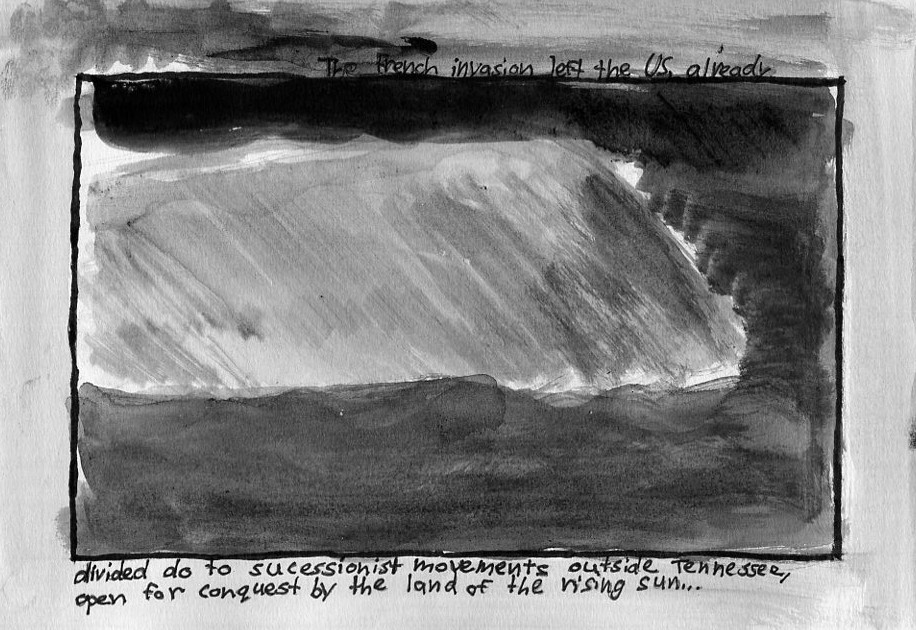 The French invasion left the US, already
divided do to sucessionist movements outside Tennessee,
open for conquest by the land of the rising sun...